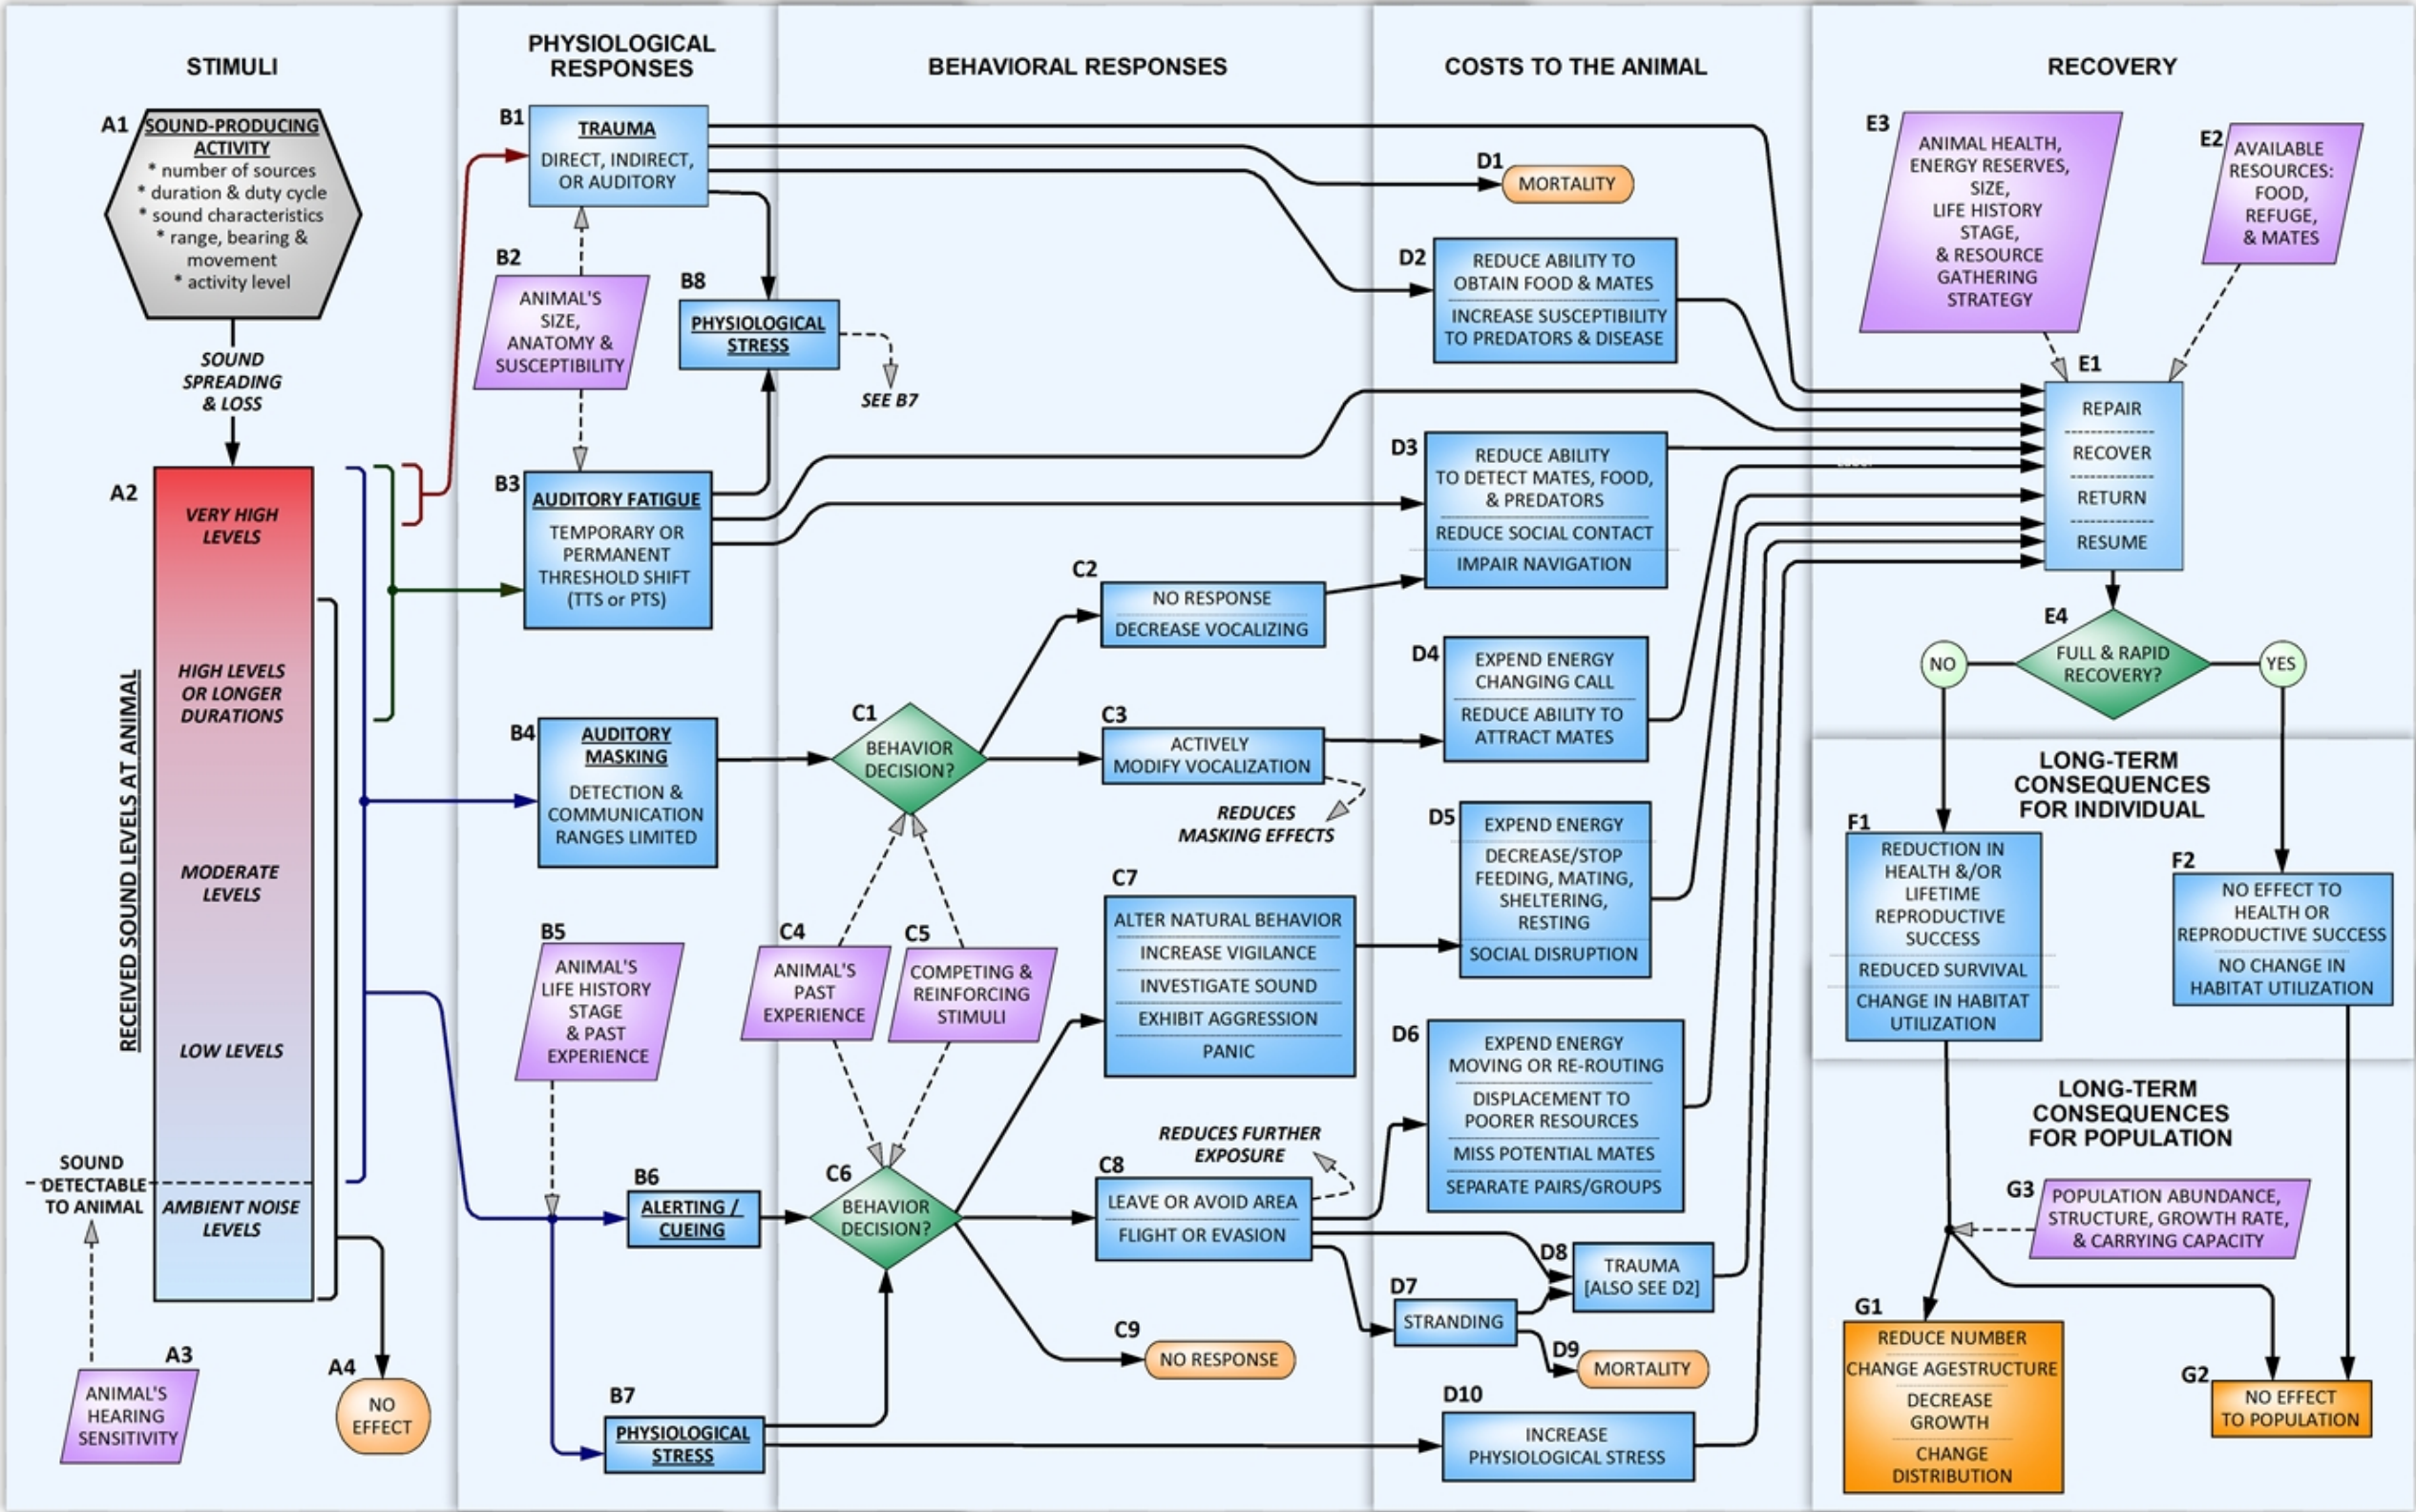 STIMULI
PHYSIOLOGICAL
RESPONSES
BEHAVIORAL RESPONSES
COSTS TO THE ANIMAL
RECOVERY
A1
SOUND-PRODUCING
ACTIVITY
* number of sources
* duration & duty cycle
* sound characteristics
* range, bearing &
movement
* activity level
SOUND
SPREADING
& LOSS
A2
VERY HIGH
LEVELS
HIGH LEVELS
OR LONGER
DURATIONS
MODERATE
LEVELS
LOW LEVELS
AMBIENT NOISE
LEVELS
RECEIVED SOUND LEVELS AT ANIMAL
SOUND
DETECTABLE
TO ANIMAL
A3
ANIMAL'S
HEARING
SENSITIVITY
A4
NO
EFFECT
B1
TRAUMA
DIRECT, INDIRECT,
OR AUDITORY
B2
ANIMAL'S
SIZE,
ANATOMY &
SUSCEPTIBILITY
B8
PHYSIOLOGICAL
STRESS
SEE B7
B3
AUDITORY FATIGUE
TEMPORARY OR
PERMANENT
THRESHOLD SHIFT
(TTS or PTS)
B4
AUDITORY
MASKING
DETECTION &
COMMUNICATION
RANGES LIMITED
B5
ANIMAL'S
LIFE HISTORY
STAGE
& PAST
EXPERIENCE
B6
ALERTING /
CUEING
B7
PHYSIOLOGICAL
STRESS
C1
BEHAVIOR
DECISION?
C2
NO RESPONSE
DECREASE VOCALIZING
C3
ACTIVELY
MODIFY VOCALIZATION
REDUCES
MASKING EFFECTS
C4
ANIMAL'S
PAST
EXPERIENCE
C5
COMPETING &
REINFORCING
STIMULI
C6
BEHAVIOR
DECISION?
C7
ALTER NATURAL BEHAVIOR
INCREASE VIGILANCE
INVESTIGATE SOUND
EXHIBIT AGGRESSION
PANIC
REDUCES FURTHER
EXPOSURE
C8
LEAVE OR AVOID AREA
FLIGHT OR EVASION
C9
NO RESPONSE
D1
MORTALITY
D2
REDUCE ABILITY TO
OBTAIN FOOD & MATES
INCREASE SUSCEPTIBILITY
TO PREDATORS & DISEASE
D3
REDUCE ABILITY
TO DETECT MATES, FOOD,
& PREDATORS
REDUCE SOCIAL CONTACT
IMPAIR NAVIGATION
D4
EXPEND ENERGY
CHANGING CALL
REDUCE ABILITY TO
ATTRACT MATES
D5
EXPEND ENERGY
DECREASE/STOP
FEEDING, MATING,
SHELTERING,
RESTING
SOCIAL DISRUPTION
D6
EXPEND ENERGY
MOVING OR RE-ROUTING
DISPLACEMENT TO
POORER RESOURCES
MISS POTENTIAL MATES
SEPARATE PAIRS/GROUPS
D7
STRANDING
D8
TRAUMA
[ALSO SEE D2]
D9
MORTALITY
D10
INCREASE
PHYSIOLOGICAL STRESS
E3
ANIMAL HEALTH,
ENERGY RESERVES,
SIZE,
LIFE HISTORY
STAGE,
& RESOURCE
GATHERING
STRATEGY
E2
AVAILABLE
RESOURCES:
FOOD,
REFUGE,
& MATES
E1
REPAIR
RECOVER
RETURN
RESUME
E4
FULL & RAPID
RECOVERY?
NO
YES
LONG-TERM
CONSEQUENCES
FOR INDIVIDUAL
F1
REDUCTION IN
HEALTH &/OR
LIFETIME
REPRODUCTIVE
SUCCESS
REDUCED SURVIVAL
CHANGE IN HABITAT
UTILIZATION
F2
NO EFFECT TO
HEALTH OR
REPRODUCTIVE SUCCESS
NO CHANGE IN
HABITAT UTILIZATION
LONG-TERM
CONSEQUENCES
FOR POPULATION
G3
POPULATION ABUNDANCE,
STRUCTURE, GROWTH RATE,
& CARRYING CAPACITY
G1
REDUCE NUMBER
CHANGE AGESTRUCTURE
DECREASE
GROWTH
CHANGE
DISTRIBUTION
G2
NO EFFECT
TO POPULATION